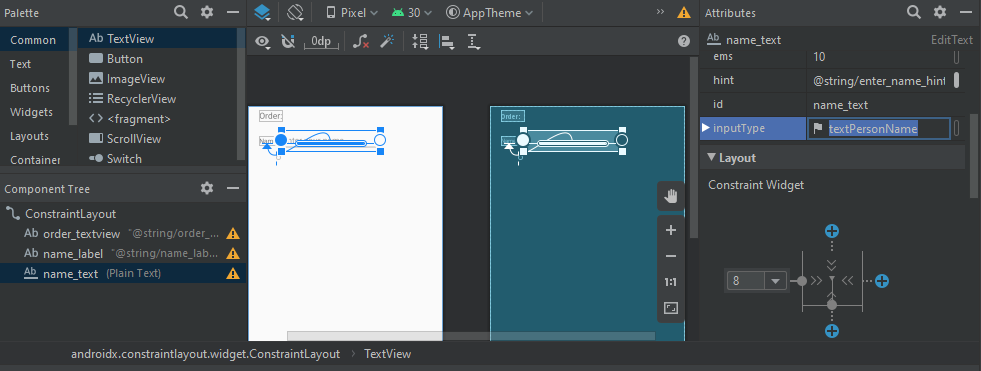 Palette
Pixel 30 AppTheme »
Attributes
Common
Text
Buttons
Widgets
Layouts
Container
Ab TextView
Button
ImageView
RecyclerView
<> <fragment>
ScrollView
Switch
0dp
Component Tree
ConstraintLayout
Ab order_textview "@string/order_...
Ab name_label "@string/name_lab...
Ab name_text (Plain Text)
Order:
Order:
1:1
Ab name_text EditText
ems 10
hint @string/enter_name_hint
id name_text
inputType textPersonName
Layout
Constraint Widget
8
androidx.constraintlayout.widget.ConstraintLayout > TextView